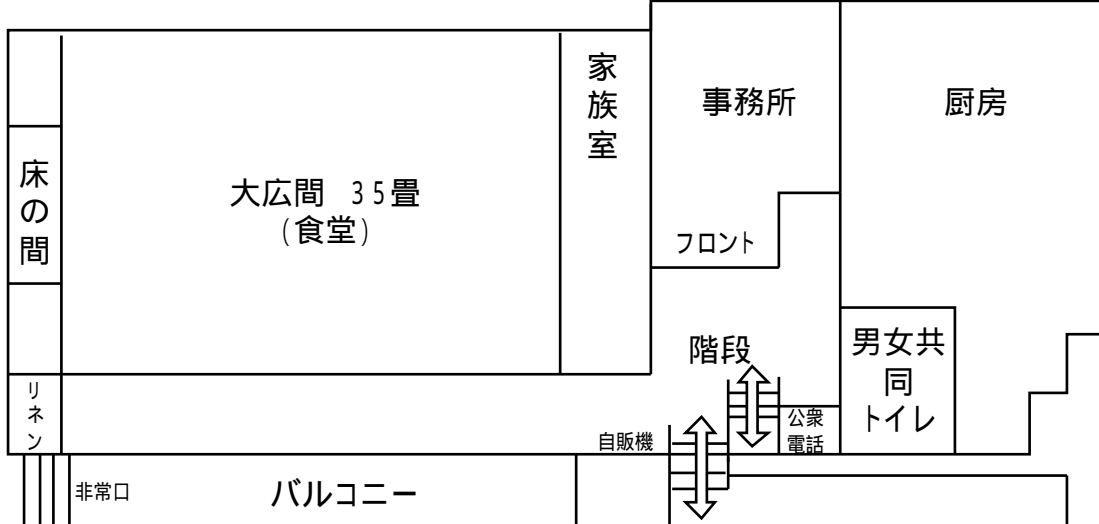 家族室
事務所
厨房
床の間
大広間 35畳
(食堂)
フロント
階段
男女共
同
トイレ
リネン
公衆
電話
自販機
非常口
バルコニー